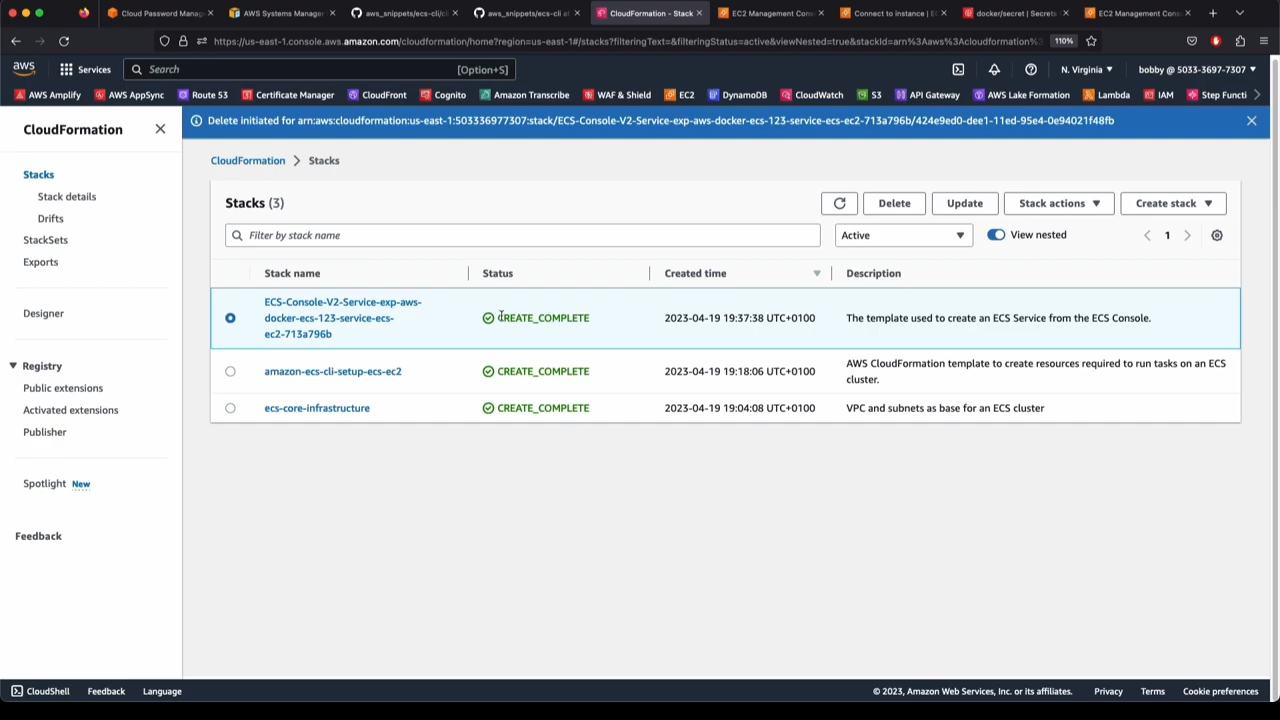 Cloud Password Manag
AWS Systems Manager
aws_snippets/ecs-cli/c
aws_snippets/ecs-cli at
CloudFormation - Stack
EC2 Management Con
Connect to instance | EC
docker/secret | Secrets
EC2 Management Cons
https://us-east-1.console.aws.amazon.com/cloudformation/home?region=us-east-1#/stacks?filteringText=&filteringStatus=active&viewNested=true&stackId=arn%3Aaws%3Acloudformation%
110%
aws
Services
Search
[Option+S]
N. Virginia
bobby @ 5033-3697-7307
AWS Amplify
AWS AppSync
Route 53
Certificate Manager
CloudFront
Cognito
Amazon Transcribe
WAF & Shield
EC2
DynamoDB
CloudWatch
S3
API Gateway
AWS Lake Formation
Lambda
IAM
Step Functi
CloudFormation
Stacks
Stack details
Drifts
StackSets
Exports
Designer
Registry
Public extensions
Activated extensions
Publisher
Spotlight New
Feedback
Delete initiated for arn:aws:cloudformation:us-east-1:503336977307:stack/ECS-Console-V2-Service-exp-aws-docker-ecs-123-service-ecs-ec2-713a796b/424e9ed0-dee1-11ed-95e4-0e94021f48fb
CloudFormation > Stacks
Stacks (3)
Delete
Update
Stack actions
Create stack
Filter by stack name
Active
View nested
1
Stack name
Status
Created time
Description
ECS-Console-V2-Service-exp-aws-
docker-ecs-123-service-ecs-
ec2-713a796b
CREATE_COMPLETE
2023-04-19 19:37:38 UTC+0100
The template used to create an ECS Service from the ECS Console.
amazon-ecs-cli-setup-ecs-ec2
CREATE_COMPLETE
2023-04-19 19:18:06 UTC+0100
AWS CloudFormation template to create resources required to run tasks on an ECS
cluster.
ecs-core-infrastructure
CREATE_COMPLETE
2023-04-19 19:04:08 UTC+0100
VPC and subnets as base for an ECS cluster
CloudShell
Feedback
Language
© 2023, Amazon Web Services, Inc. or its affiliates.
Privacy
Terms
Cookie preferences